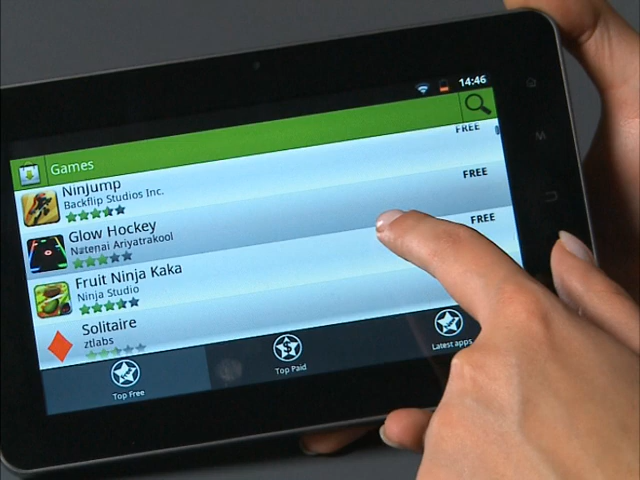 14:46
Games
FREE
NinJump
Backflip Studios Inc.
FREE
Glow Hockey
Natenai Ariyatrakool
FREE
Fruit Ninja Kaka
Ninja Studio
Solitaire
ztlabs
Top Free
Top Paid
Latest apps